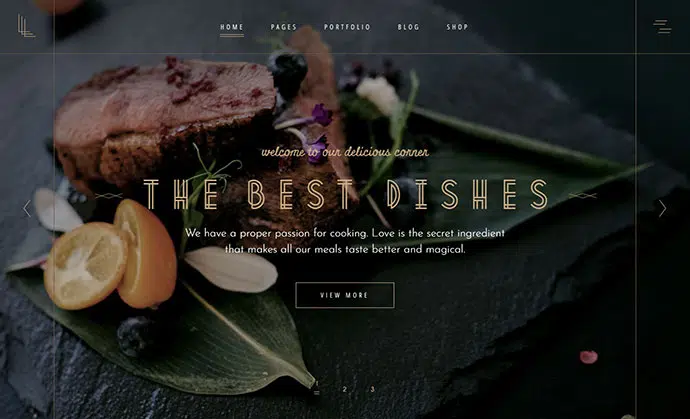 HOME PAGES PORTFOLIO BLOG SHOP
welcome to our delicious corner
THE BEST DISHES
We have a proper passion for cooking. Love is the secret ingredient
that makes all our meals taste better and magical.
VIEW MORE
1 2 3